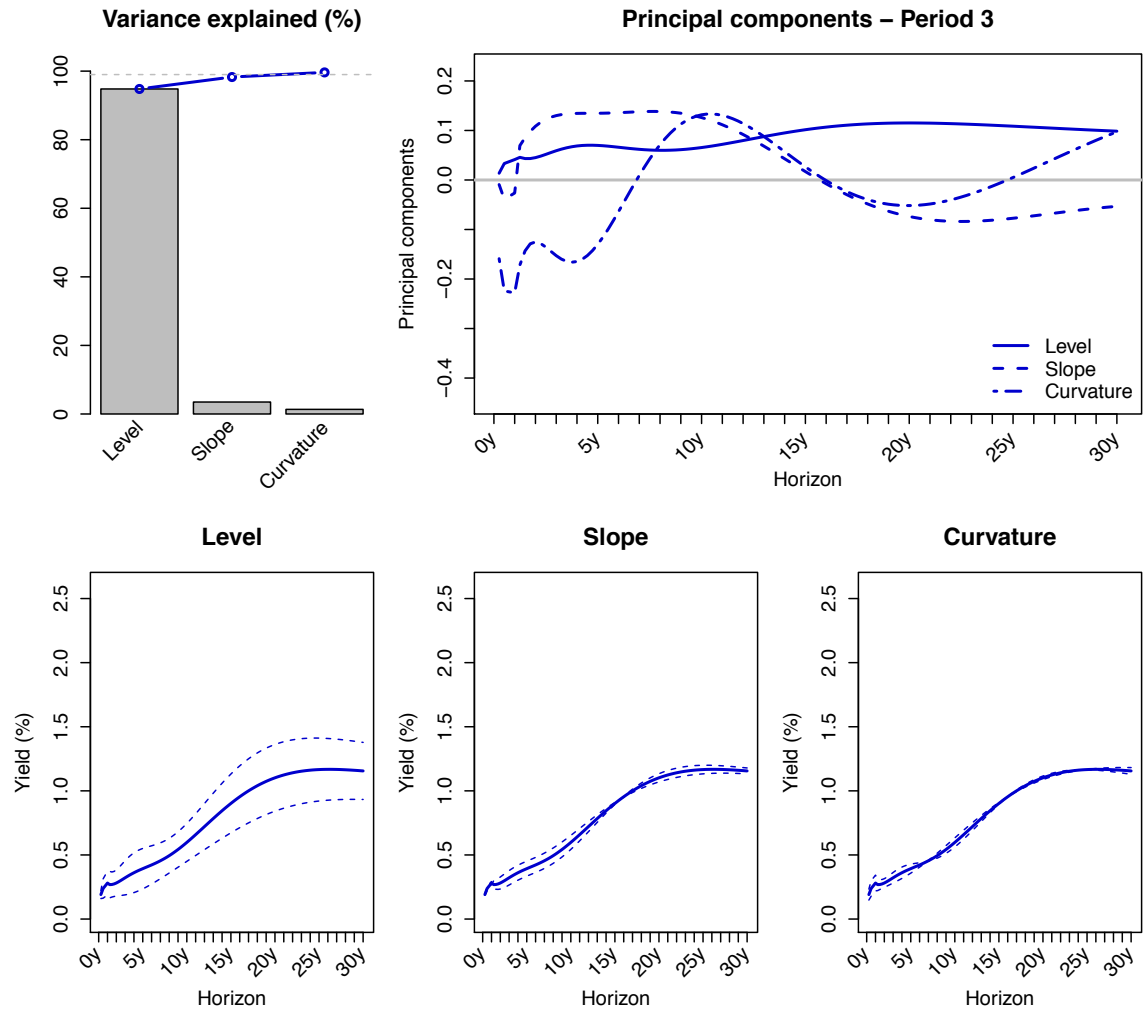 Variance explained (%)
100
80
60
40
20
0
Level
Slope
Curvature
Principal components – Period 3
Principal components
0.2
0.1
0.0
−0.2
−0.4
Level
Slope
Curvature
0y
5y
10y
15y
20y
25y
30y
Horizon
Level
Yield (%)
2.5
2.0
1.5
1.0
0.5
0.0
0y
5y
10y
15y
20y
25y
30y
Horizon
Slope
Yield (%)
2.5
2.0
1.5
1.0
0.5
0.0
0y
5y
10y
15y
20y
25y
30y
Horizon
Curvature
Yield (%)
2.5
2.0
1.5
1.0
0.5
0.0
0y
5y
10y
15y
20y
25y
30y
Horizon